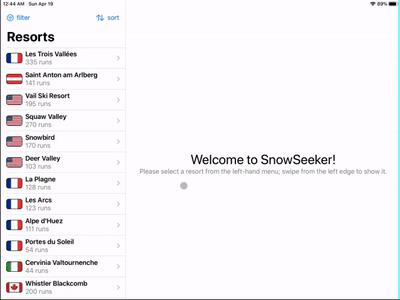 12:44 AM Sun Apr 19
89%
filter
sort
Resorts
Les Trois Vallées
335 runs
Saint Anton am Arlberg
141 runs
Vail Ski Resort
195 runs
Squaw Valley
270 runs
Snowbird
170 runs
Deer Valley
103 runs
La Plagne
128 runs
Les Arcs
123 runs
Alpe d'Huez
111 runs
Portes du Soleil
54 runs
Cervinia Valtournenche
44 runs
Whistler Blackcomb
200 runs
Welcome to SnowSeeker!
Please select a resort from the left-hand menu; swipe from the left edge to show it.